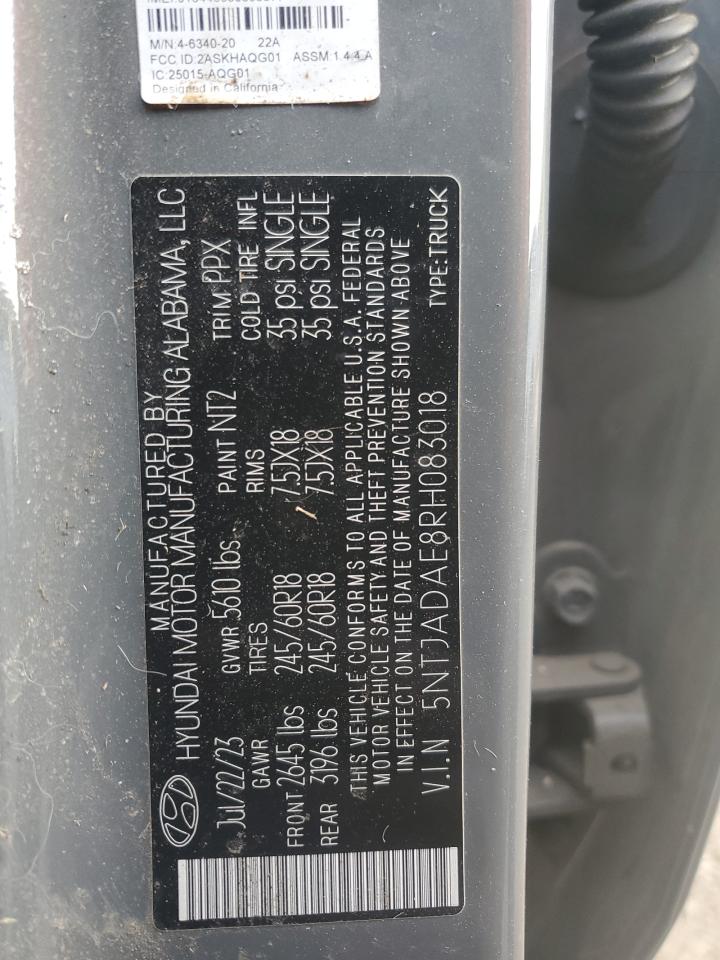 M/N:4-6340-20 22A
FCC ID:2ASKHAQG01 ASSM:1.4.4.A
IC:25015-AQG01
Designed in California
MANUFACTURED BY
HYUNDAI MOTOR MANUFACTURING ALABAMA, LLC
Jul/22/23 GVWR 5610 lbs PAINT NT2 TRIM PPX
GAWR TIRES RIMS COLD TIRE INFL
FRONT 2645 lbs 245/60R18 7.5JX18 35 psi SINGLE
REAR 3196 lbs 245/60R18 7.5JX18 35 psi SINGLE
THIS VEHICLE CONFORMS TO ALL APPLICABLE U.S.A. FEDERAL
MOTOR VEHICLE SAFETY AND THEFT PREVENTION STANDARDS
IN EFFECT ON THE DATE OF MANUFACTURE SHOWN ABOVE
V.I.N 5NTJADAE8RH083018 TYPE:TRUCK